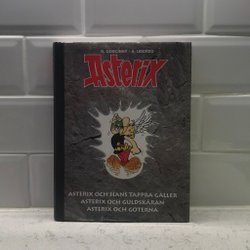 R. GOSCINNY • A. UDERZO
Asterix
ASTERIX OCH HANS TAPPRA GALLER
ASTERIX OCH GULDSKÄRAN
ASTERIX OCH GOTERNA